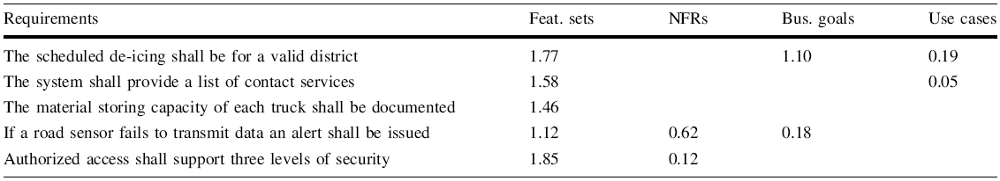 Requirements Feat. sets NFRs Bus. goals Use cases
The scheduled de-icing shall be for a valid district 1.77 1.10 0.19
The system shall provide a list of contact services 1.58 0.05
The material storing capacity of each truck shall be documented 1.46
If a road sensor fails to transmit data an alert shall be issued 1.12 0.62 0.18
Authorized access shall support three levels of security 1.85 0.12